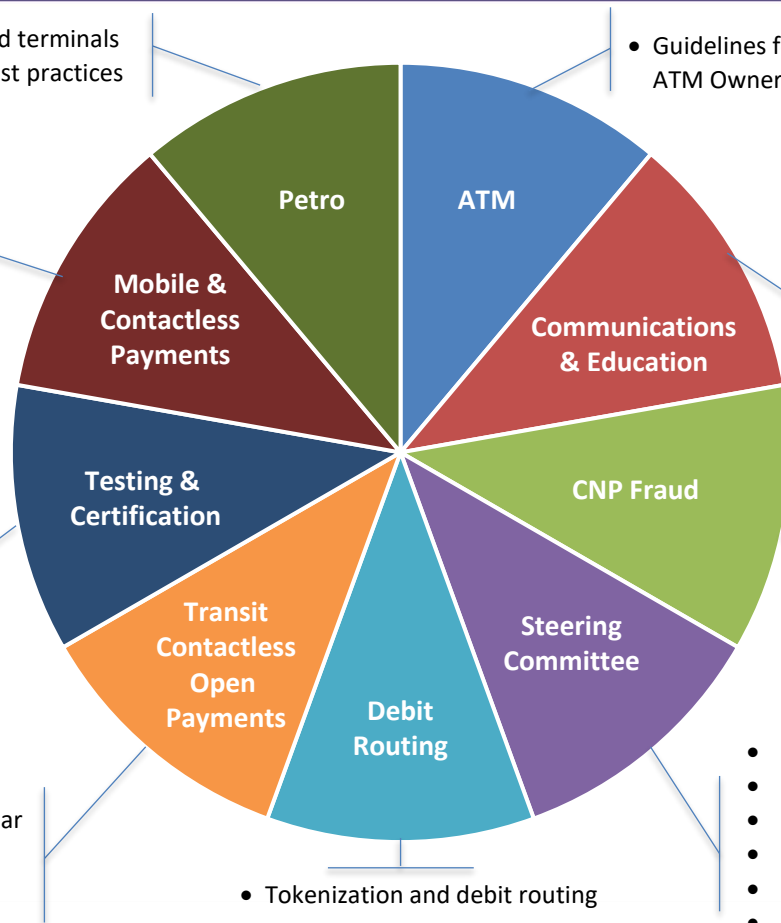 d terminals
st practices
• Guidelines f
ATM Owner
Petro
ATM
Mobile &
Contactless
Payments
Communications
& Education
Testing &
Certification
CNP Fraud
Transit
Contactless
Open
Payments
Steering
Committee
Debit
Routing
ar
• Tokenization and debit routing